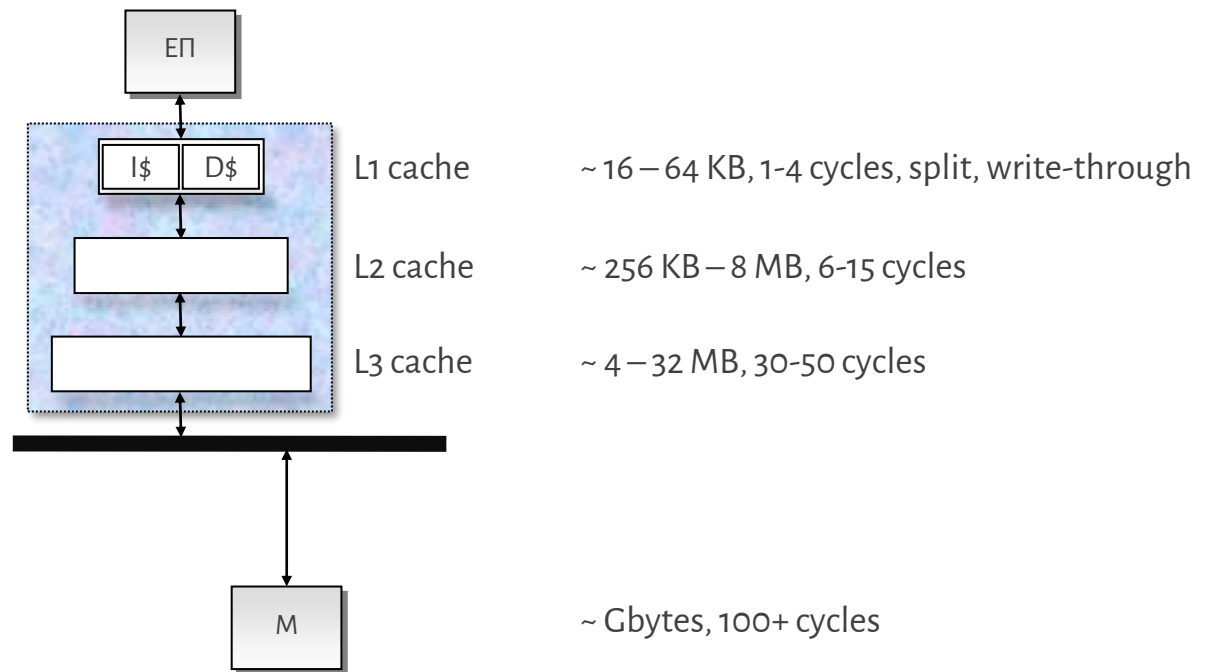 ΕΠ
I$ D$ L1 cache ~ 16 – 64 KB, 1-4 cycles, split, write-through
L2 cache ~ 256 KB – 8 MB, 6-15 cycles
L3 cache ~ 4 – 32 MB, 30-50 cycles
M ~ Gbytes, 100+ cycles